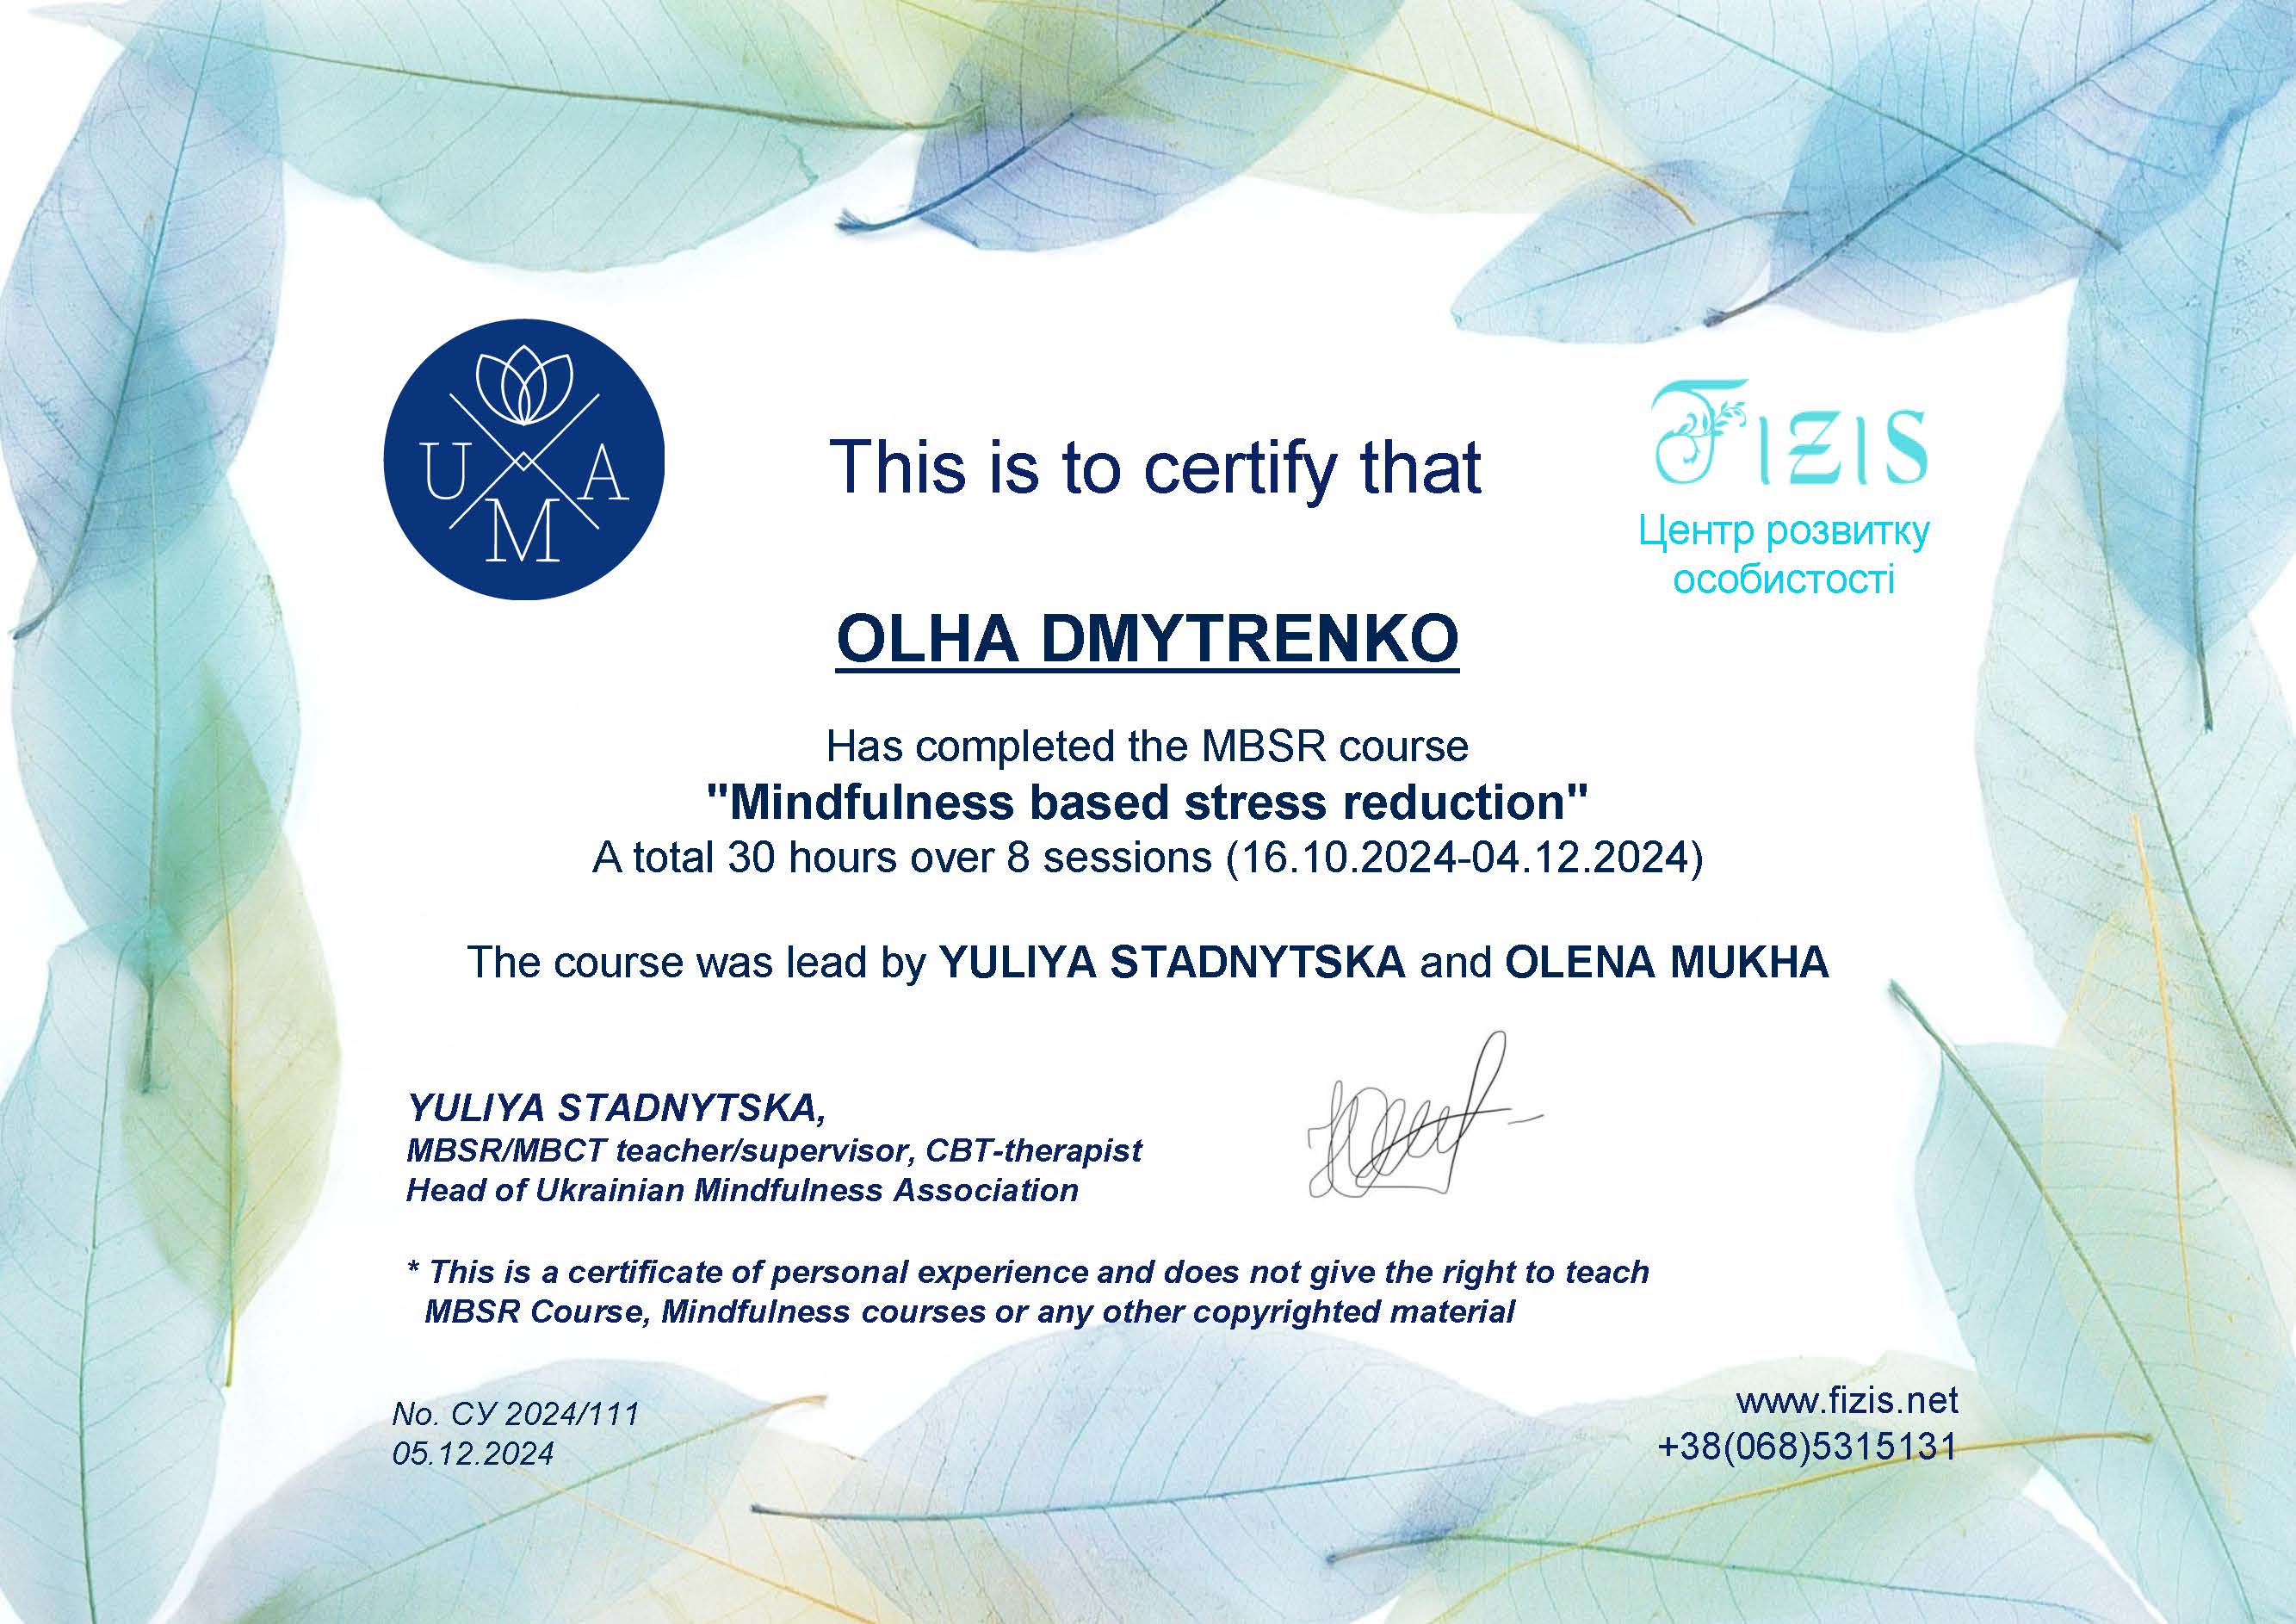 U M A
FIZIS
Центр розвитку
особистості
This is to certify that
OLHA DMYTRENKO
Has completed the MBSR course
"Mindfulness based stress reduction"
A total 30 hours over 8 sessions (16.10.2024-04.12.2024)
The course was lead by YULIYA STADNYTSKA and OLENA MUKHA
YULIYA STADNYTSKA,
MBSR/MBCT teacher/supervisor, CBT-therapist
Head of Ukrainian Mindfulness Association
* This is a certificate of personal experience and does not give the right to teach
MBSR Course, Mindfulness courses or any other copyrighted material
No. СУ 2024/111
05.12.2024
www.fizis.net
+38(068)5315131